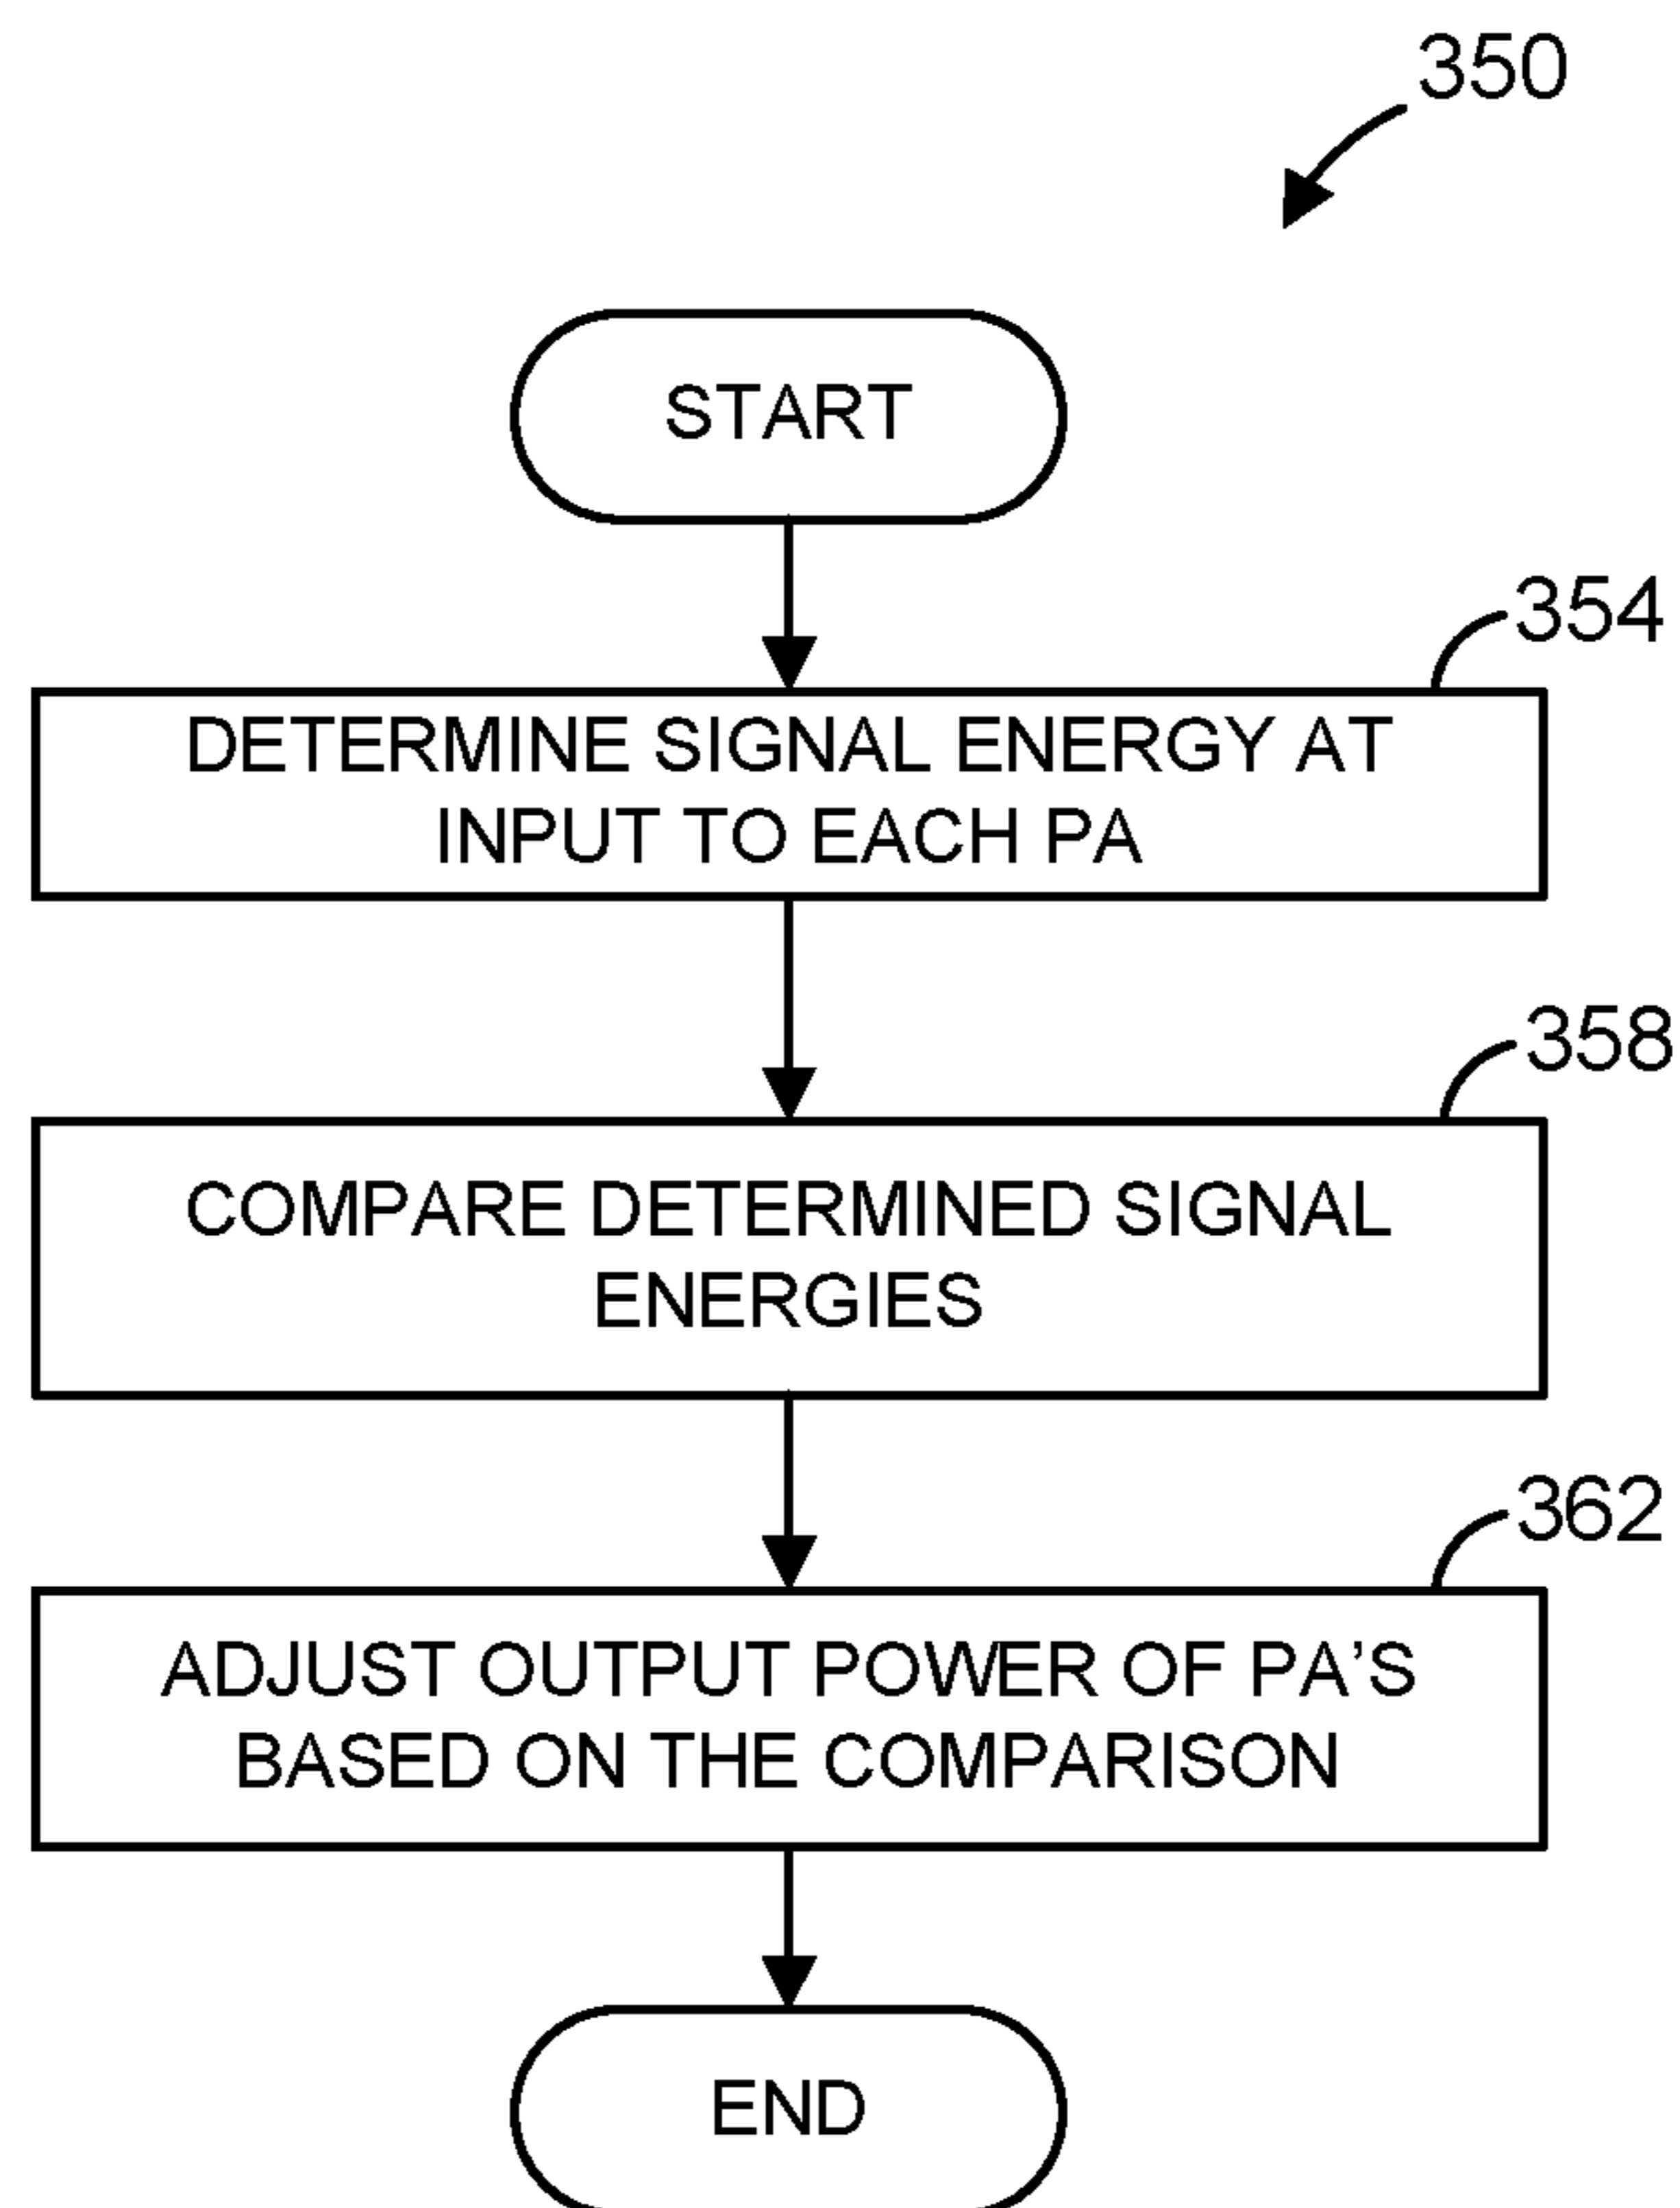 350
START
354
DETERMINE SIGNAL ENERGY AT
INPUT TO EACH PA
358
COMPARE DETERMINED SIGNAL
ENERGIES
362
ADJUST OUTPUT POWER OF PA'S
BASED ON THE COMPARISON
END